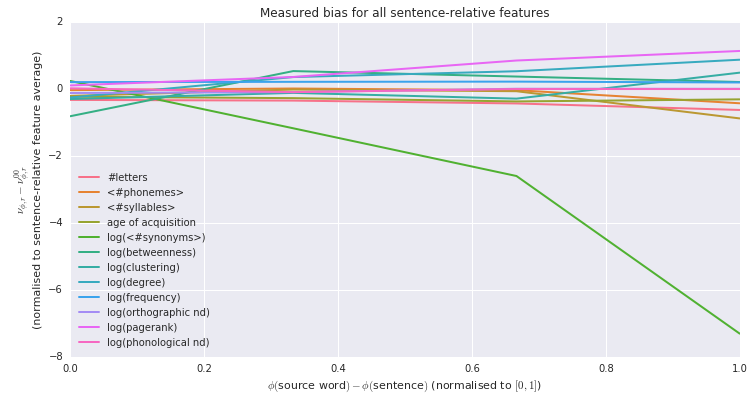 Measured bias for all sentence-relative features
2
0
−2
−4
−6
−8
0.0
0.2
0.4
0.6
0.8
1.0
ν_{ϕ,r} − ν_{ϕ,r}^{00}
(normalised to sentence-relative feature average)
#letters
<#phonemes>
<#syllables>
age of acquisition
log(<#synonyms>)
log(betweenness)
log(clustering)
log(degree)
log(frequency)
log(orthographic nd)
log(pagerank)
log(phonological nd)
ϕ(source word) − ϕ(sentence) (normalised to [0, 1])